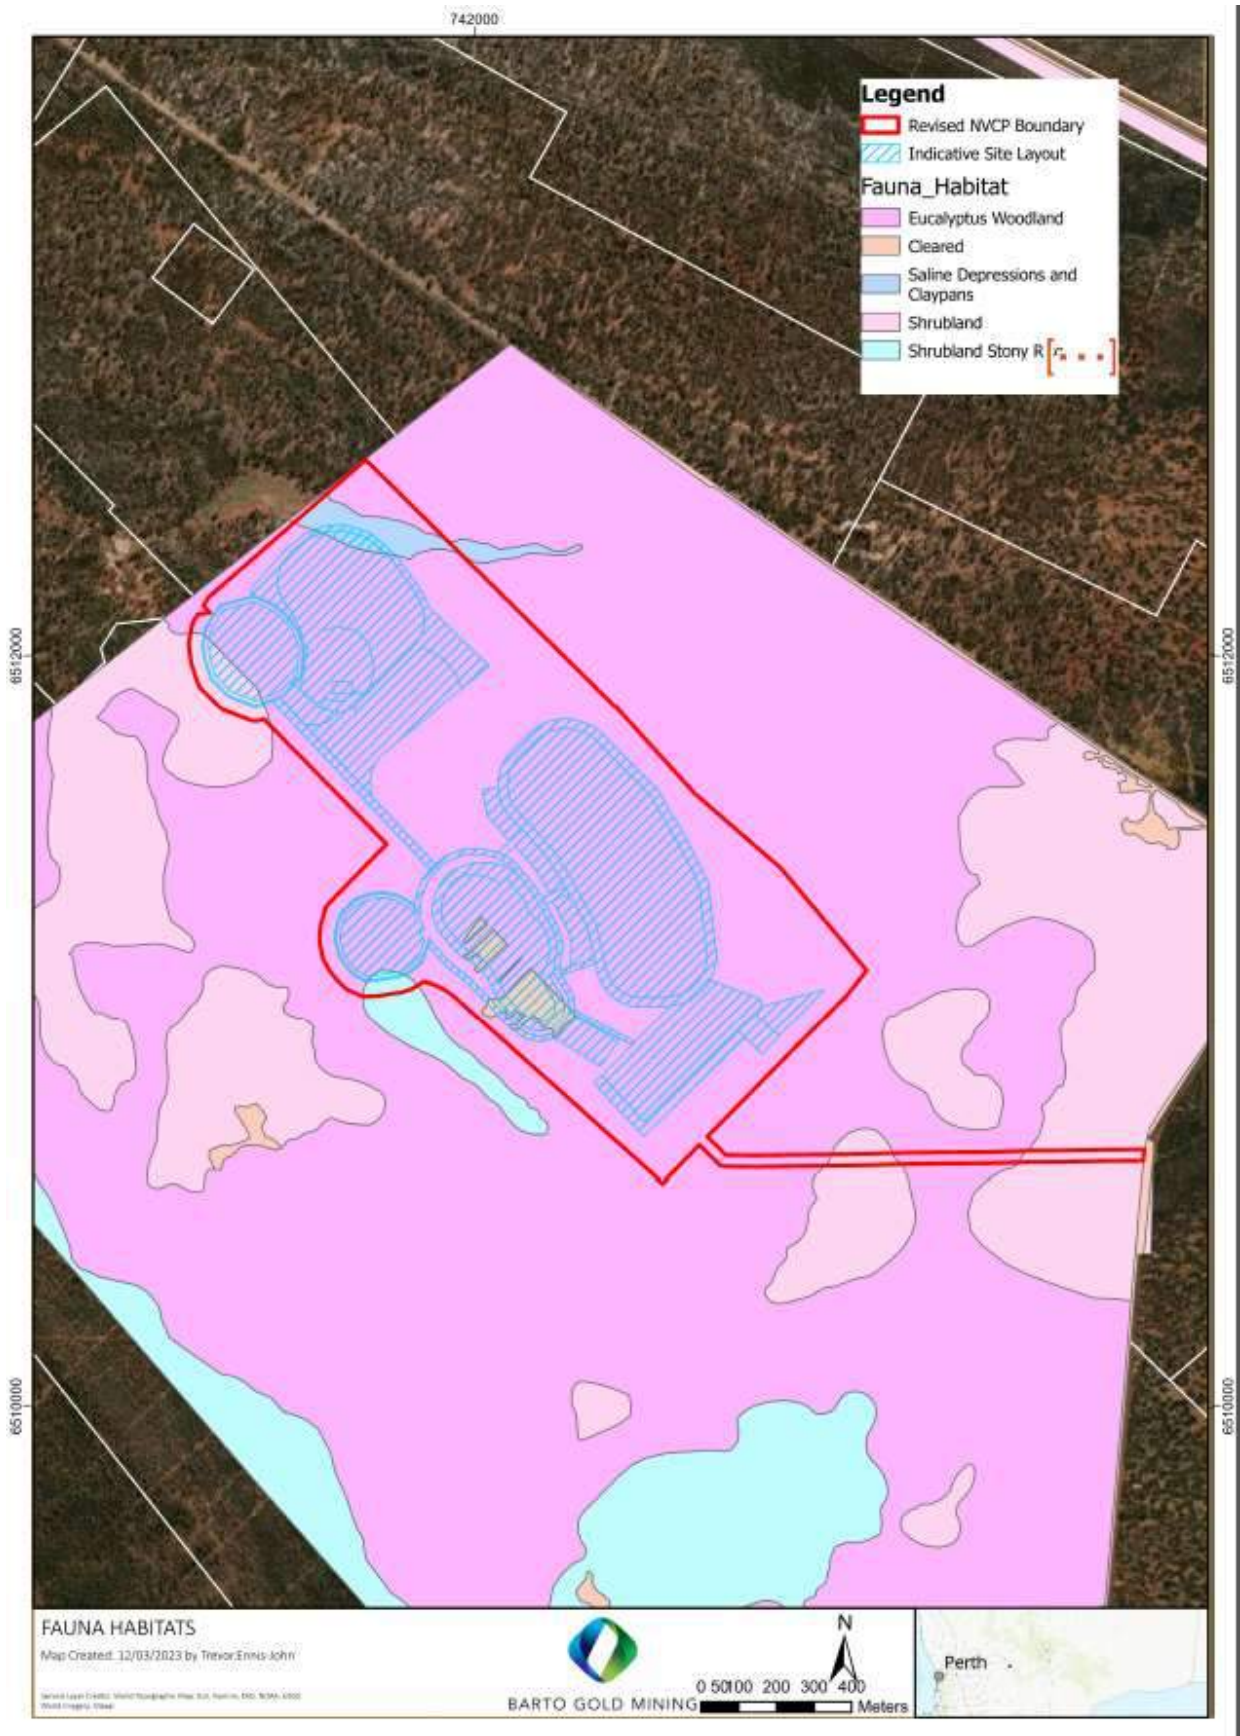 742000
Legend
Revised NVCP Boundary
Indicative Site Layout
Fauna_Habitat
Eucalyptus Woodland
Cleared
Saline Depressions and
Claypans
Shrubland
Shrubland Stony R
6512000
6512000
6510000
6510000
FAUNA HABITATS
Map Created: 12/03/2023 by Trevor.Ennis-John
BARTO GOLD MINING
N
0 50100 200 300 400
Meters
Perth